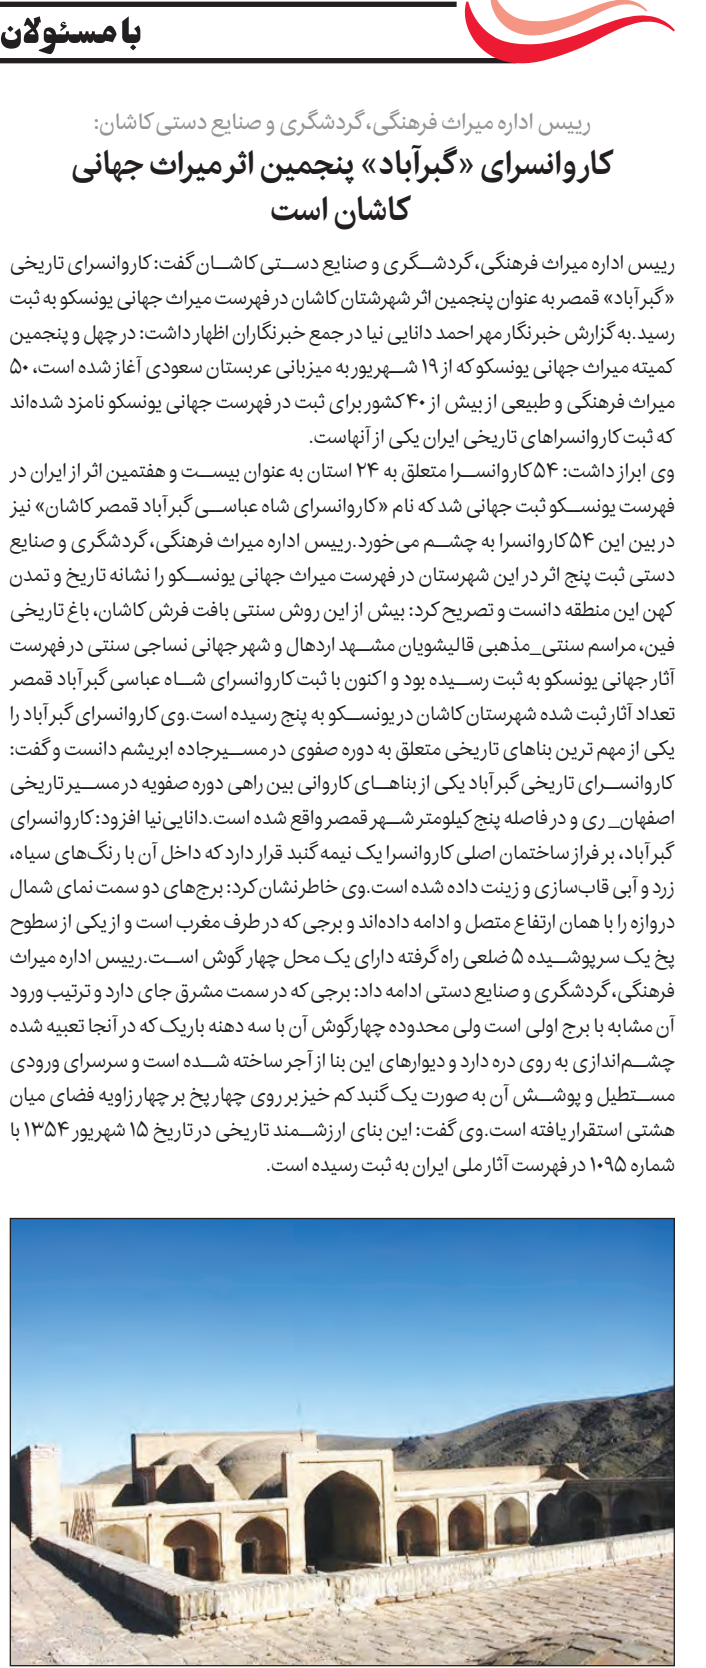 با مسئولان
رییس اداره میراث فرهنگی، گردشگری و صنایع دستی کاشان:
کاروانسرای «گبرآباد» پنجمین اثر میراث جهانی
کاشان است
رییس اداره میراث فرهنگی، گردشگری و صنایع دستی کاشان گفت: کاروانسرای تاریخی
«گبرآباد» قمصر به عنوان پنجمین اثر شهرشتان کاشان در فهرست میراث جهانی یونسکو به ثبت
رسید.به گزارش خبرنگار مهر احمد دانایی نیا در جمع خبرنگاران اظهار داشت: در چهل و پنجمین
کمیته میراث جهانی یونسکو که از ۱۹ شهریور به میزبانی عربستان سعودی آغاز شده است، ۵۰
میراث فرهنگی و طبیعی از بیش از ۴۰ کشور برای ثبت در فهرست جهانی یونسکو نامزد شده‌اند
که ثبت کاروانسراهای تاریخی ایران یکی از آنهاست.
وی ابراز داشت: ۵۴ کاروانسرا متعلق به ۲۴ استان به عنوان بیست و هفتمین اثر از ایران در
فهرست یونسکو ثبت جهانی شد که نام «کاروانسرای شاه عباسی گبرآباد قمصر کاشان» نیز
در بین این ۵۴ کاروانسرا به چشم می‌خورد.رییس اداره میراث فرهنگی، گردشگری و صنایع
دستی ثبت پنج اثر در این شهرستان در فهرست میراث جهانی یونسکو را نشانه تاریخ و تمدن
کهن این منطقه دانست و تصریح کرد: بیش از این روش سنتی بافت فرش کاشان، باغ تاریخی
فین، مراسم سنتی_مذهبی قالیشویان مشهد اردهال و شهر جهانی نساجی سنتی در فهرست
آثار جهانی یونسکو به ثبت رسیده بود و اکنون با ثبت کاروانسرای شاه عباسی گبرآباد قمصر
تعداد آثار ثبت شده شهرستان کاشان در یونسکو به پنج رسیده است.وی کاروانسرای گبرآباد را
یکی از مهم ترین بناهای تاریخی متعلق به دوره صفوی در مسیر جاده ابریشم دانست و گفت:
کاروانسرای تاریخی گبرآباد یکی از بناهای کاروانی بین راهی دوره صفویه در مسیر تاریخی
اصفهان_ ری و در فاصله پنج کیلومتر شهر قمصر واقع شده است.دانایی‌نیا افزود: کاروانسرای
گبرآباد، بر فراز ساختمان اصلی کاروانسرا یک نیمه گنبد قرار دارد که داخل آن با رنگ‌های سیاه،
زرد و آبی قاب‌سازی و زینت داده شده است.وی خاطرنشان کرد: برج‌های دو سمت نمای شمال
دروازه را با همان ارتفاع متصل و ادامه داده‌اند و برجی که در طرف مغرب است و از یکی از سطوح
پخ یک سرپوشیده ۵ ضلعی راه گرفته دارای یک محل چهار گوش است.رییس اداره میراث
فرهنگی، گردشگری و صنایع دستی ادامه داد: برجی که در سمت مشرق جای دارد و ترتیب ورود
آن مشابه با برج اولی است ولی محدوده چهارگوش آن با سه دهنه باریک که در آنجا تعبیه شده
چشم‌اندازی به روی دره دارد و دیوارهای این بنا از آجر ساخته شده است و سرسرای ورودی
مستطیل و پوشش آن به صورت یک گنبد کم خیز بر روی چهار پخ بر چهار زاویه فضای میان
هشتی استقرار یافته است.وی گفت: این بنای ارزشمند تاریخی در تاریخ ۱۵ شهریور ۱۳۵۴ با
شماره ۱۰۹۵ در فهرست آثار ملی ایران به ثبت رسیده است.